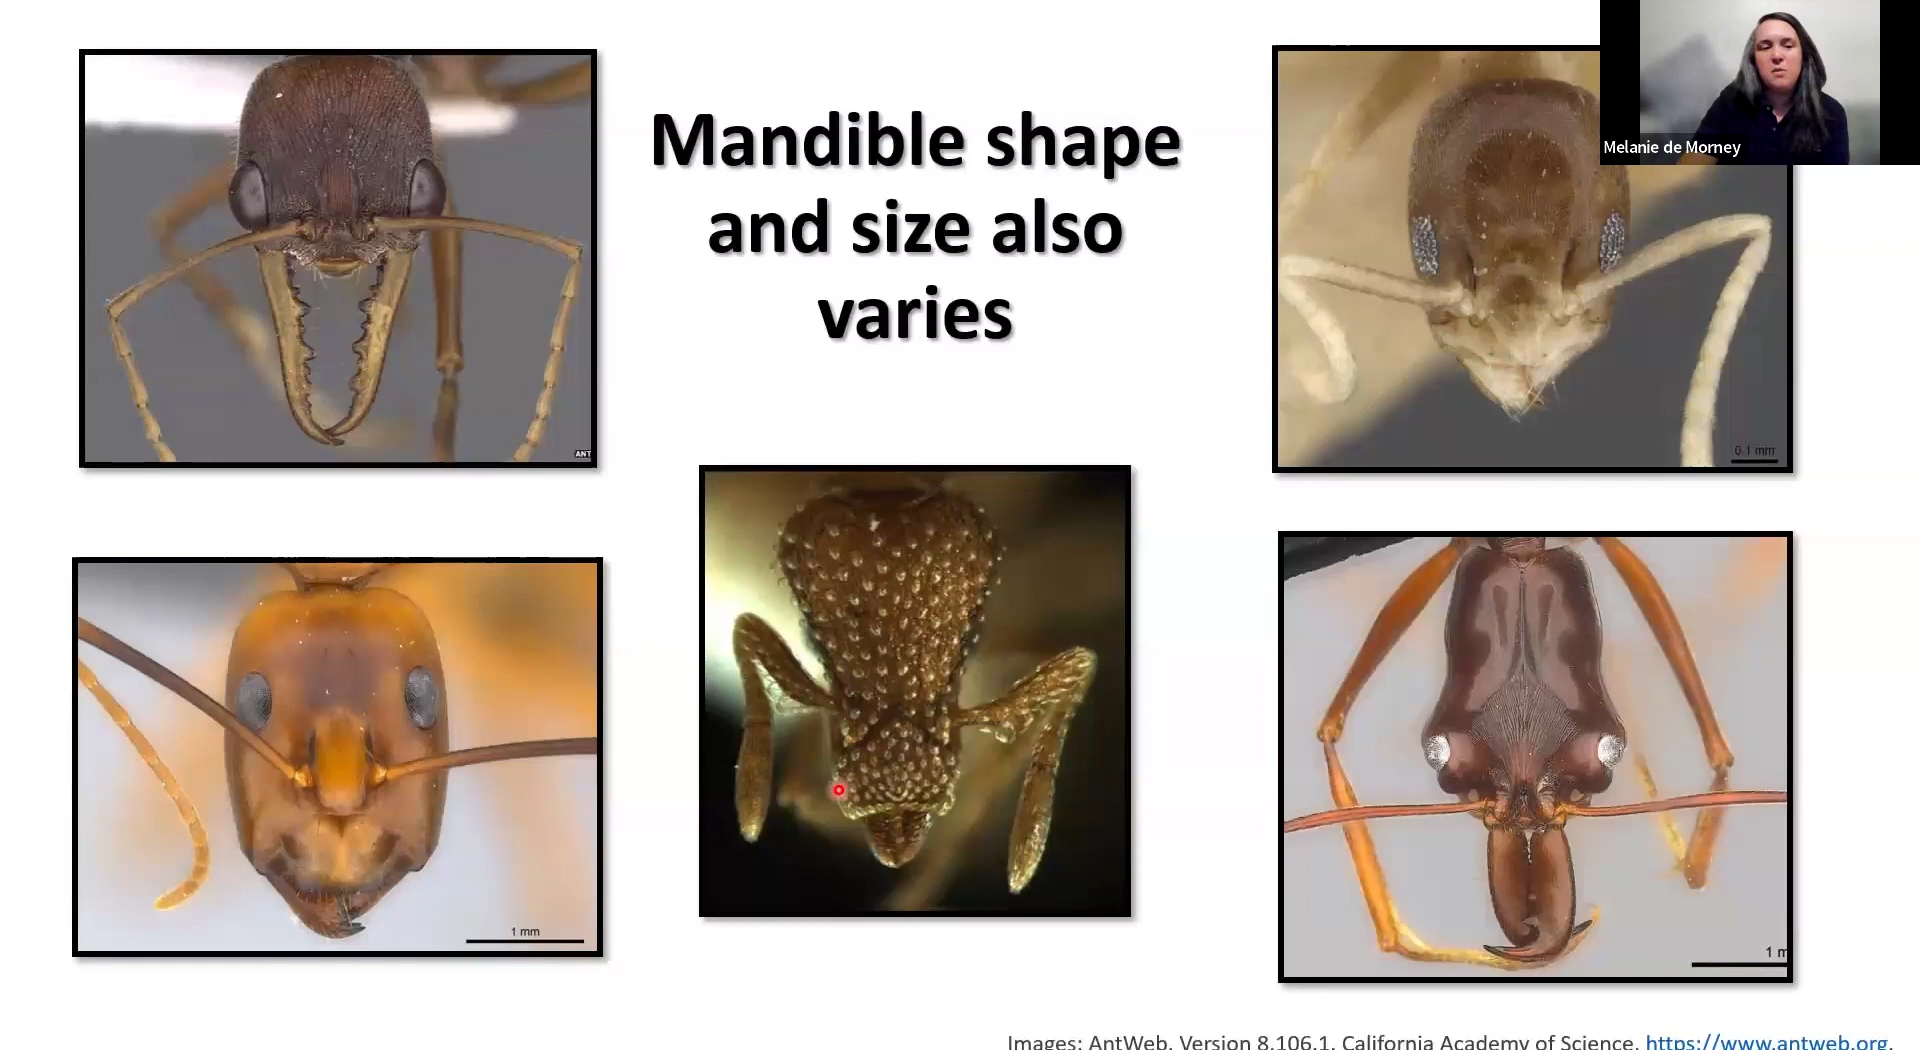 Mandible shape
and size also
varies
Melanie de Morney
ANT
0.1 mm
1 mm
1 m
Images: AntWeb. Version 8.106.1. California Academy of Science. https://www.antweb.org.